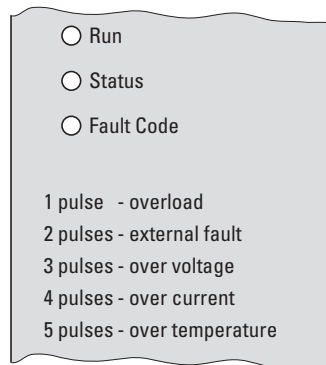 Run
Status
Fault Code
1 pulse - overload
2 pulses - external fault
3 pulses - over voltage
4 pulses - over current
5 pulses - over temperature